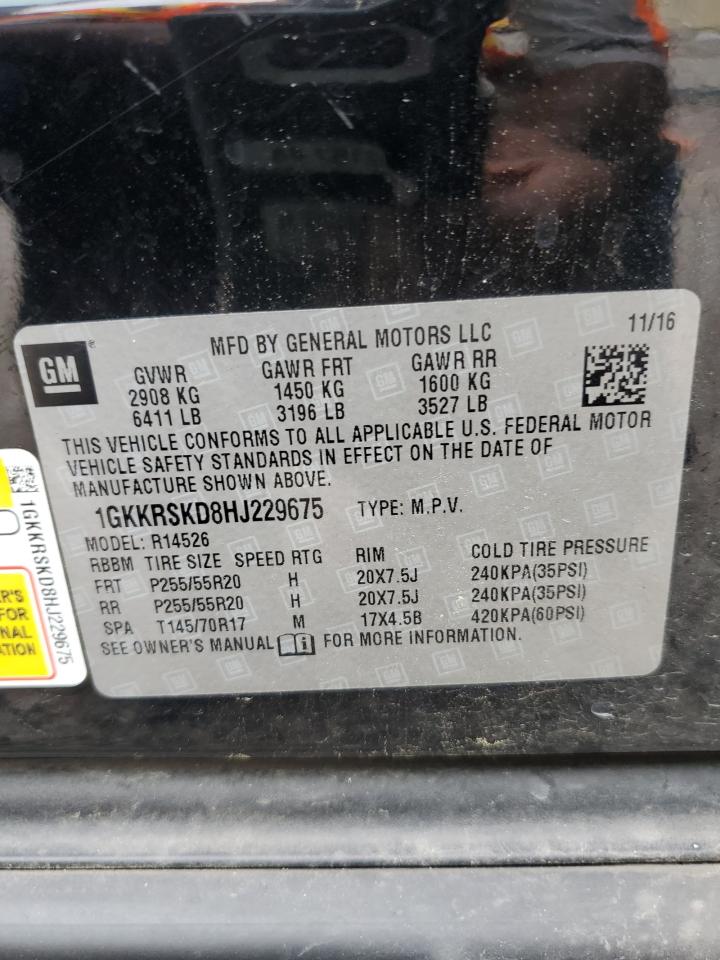 GM ®
MFD BY GENERAL MOTORS LLC 11/16
GVWR GAWR FRT GAWR RR
2908 KG 1450 KG 1600 KG
6411 LB 3196 LB 3527 LB
THIS VEHICLE CONFORMS TO ALL APPLICABLE U.S. FEDERAL MOTOR
VEHICLE SAFETY STANDARDS IN EFFECT ON THE DATE OF
MANUFACTURE SHOWN ABOVE.
1GKKRSKD8HJ229675 TYPE: M.P.V.
MODEL: R14526
RBBM TIRE SIZE SPEED RTG RIM COLD TIRE PRESSURE
FRT P255/55R20 H 20X7.5J 240KPA(35PSI)
RR P255/55R20 H 20X7.5J 240KPA(35PSI)
SPA T145/70R17 M 17X4.5B 420KPA(60PSI)
SEE OWNER'S MANUAL FOR MORE INFORMATION.
1GKKRSKD8HJ229675
FOR